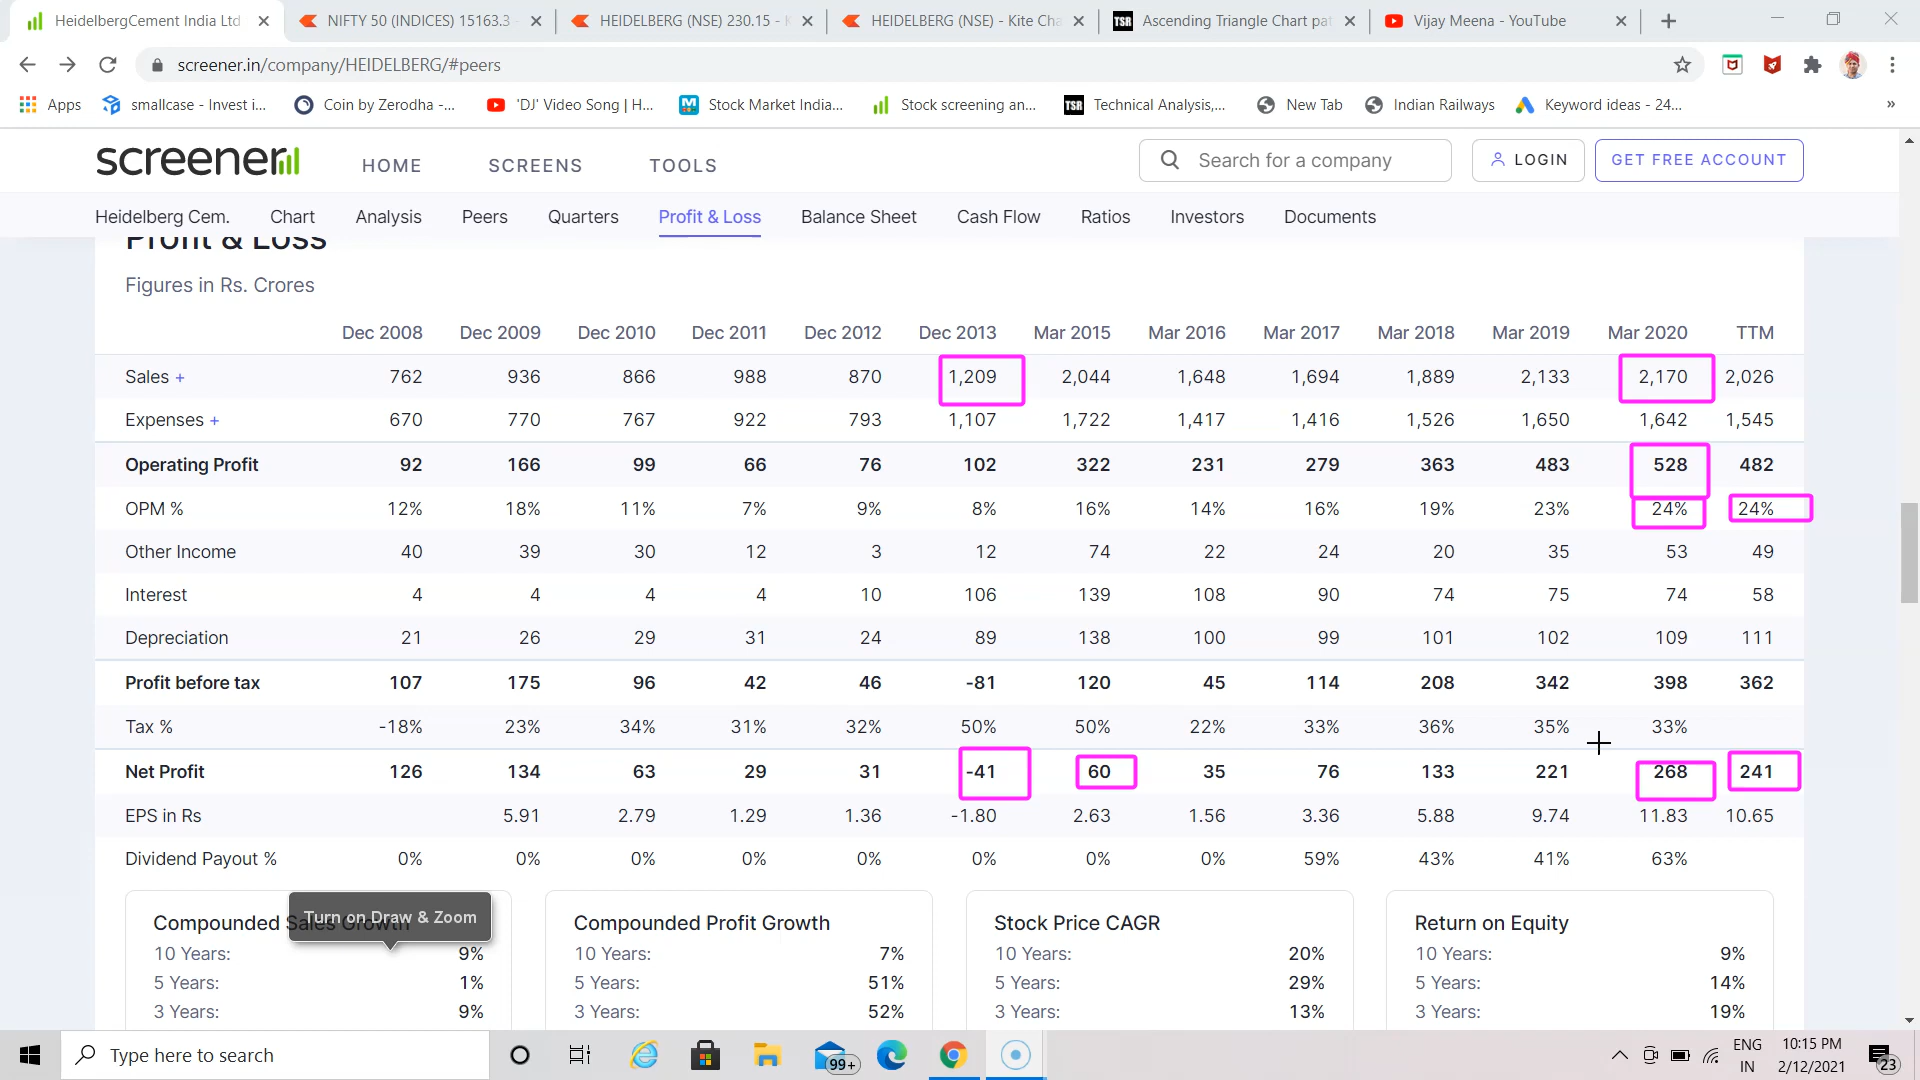 HeidelbergCement India Ltd
NIFTY 50 (INDICES) 15163.3
HEIDELBERG (NSE) 230.15 - K
HEIDELBERG (NSE) - Kite Cha
TSR Ascending Triangle Chart pat
Vijay Meena - YouTube
screener.in/company/HEIDELBERG/#peers
Apps smallcase - Invest i... Coin by Zerodha -... 'DJ' Video Song | H... M Stock Market India... Stock screening an... TSR Technical Analysis,... New Tab Indian Railways Keyword ideas - 24... »
screener HOME SCREENS TOOLS Search for a company LOGIN GET FREE ACCOUNT
Heidelberg Cem. Chart Analysis Peers Quarters Profit & Loss Balance Sheet Cash Flow Ratios Investors Documents
Profit & Loss
Figures in Rs. Crores
Dec 2008 Dec 2009 Dec 2010 Dec 2011 Dec 2012 Dec 2013 Mar 2015 Mar 2016 Mar 2017 Mar 2018 Mar 2019 Mar 2020 TTM
Sales + 762 936 866 988 870 1,209 2,044 1,648 1,694 1,889 2,133 2,170 2,026
Expenses + 670 770 767 922 793 1,107 1,722 1,417 1,416 1,526 1,650 1,642 1,545
Operating Profit 92 166 99 66 76 102 322 231 279 363 483 528 482
OPM % 12% 18% 11% 7% 9% 8% 16% 14% 16% 19% 23% 24% 24%
Other Income 40 39 30 12 3 12 74 22 24 20 35 53 49
Interest 4 4 4 4 10 106 139 108 90 74 75 74 58
Depreciation 21 26 29 31 24 89 138 100 99 101 102 109 111
Profit before tax 107 175 96 42 46 -81 120 45 114 208 342 398 362
Tax % -18% 23% 34% 31% 32% 50% 50% 22% 33% 36% 35% 33%
Net Profit 126 134 63 29 31 -41 60 35 76 133 221 268 241
EPS in Rs 5.91 2.79 1.29 1.36 -1.80 2.63 1.56 3.36 5.88 9.74 11.83 10.65
Dividend Payout % 0% 0% 0% 0% 0% 0% 0% 0% 59% 43% 41% 63%
Turn on Draw & Zoom
Compounded Sales Growth
10 Years: 9%
5 Years: 1%
3 Years: 9%
Compounded Profit Growth
10 Years: 7%
5 Years: 51%
3 Years: 52%
Stock Price CAGR
10 Years: 20%
5 Years: 29%
3 Years: 13%
Return on Equity
10 Years: 9%
5 Years: 14%
3 Years: 19%
Type here to search
99+
ENG
IN
10:15 PM
2/12/2021
23